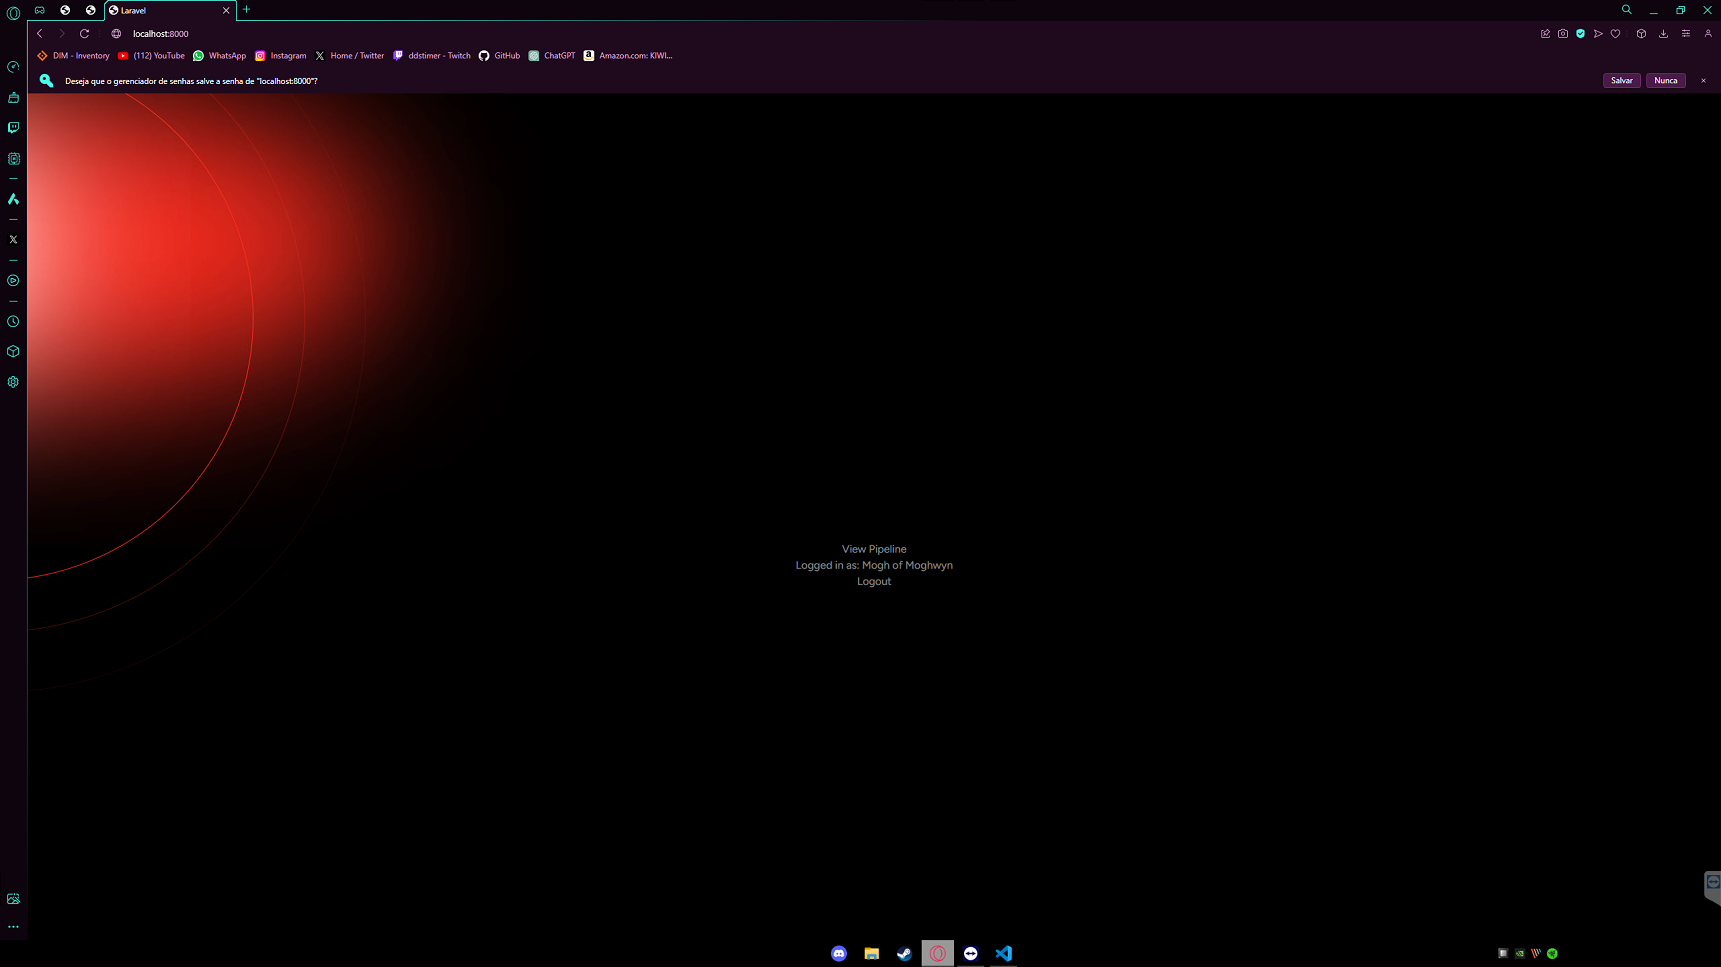 Laravel
localhost:8000
DIM - Inventory
(112) YouTube
WhatsApp
Instagram
Home / Twitter
ddstimer - Twitch
GitHub
ChatGPT
Amazon.com: KIWI...
Deseja que o gerenciador de senhas salve a senha de "localhost:8000"?
Salvar
Nunca
View Pipeline
Logged in as: Mogh of Moghwyn
Logout